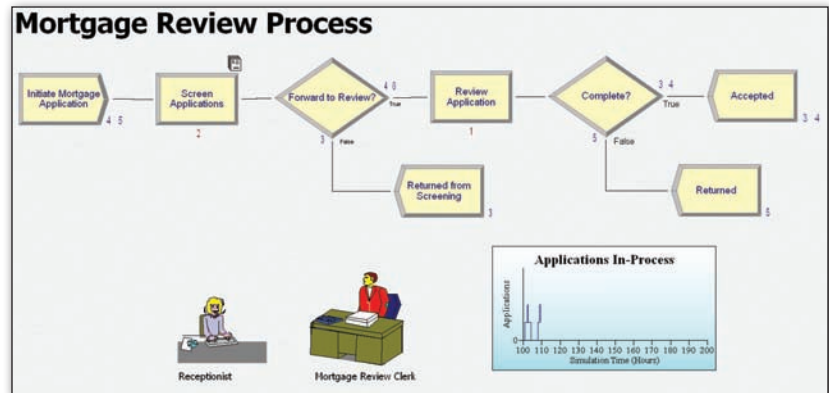 Mortgage Review Process
Initiate Mortgage
Application
4 5
Screen
Applications
2
Forward to Review?
4 0
True
3
False
Review
Application
1
Complete?
3 4
True
5
False
Accepted
3 4
Returned from
Screening
3
Returned
5
Receptionist
Mortgage Review Clerk
Applications In-Process
Applications
0
100 110 120 130 140 150 160 170 180 190 200
Simulation Time (Hours)